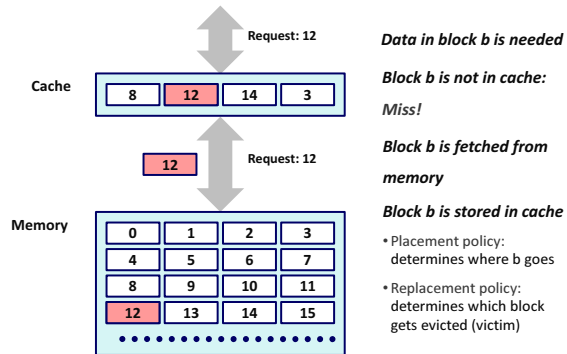 Request: 12
Data in block b is needed
Cache
8 12 14 3
Block b is not in cache:
Miss!
12
Request: 12
Block b is fetched from
memory
Memory
Block b is stored in cache
0 1 2 3
4 5 6 7
8 9 10 11
12 13 14 15
• Placement policy:
determines where b goes
• Replacement policy:
determines which block
gets evicted (victim)